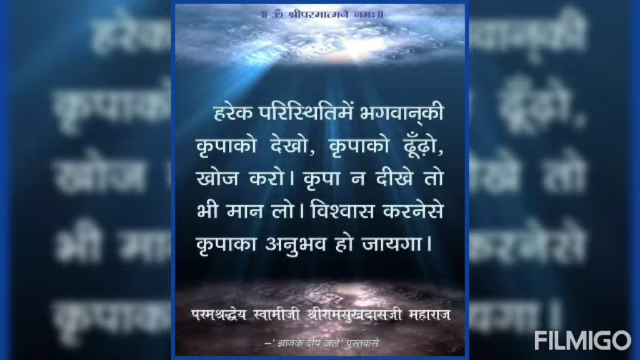 ॥ ॐ श्रीपरमात्मने नमः॥
हरेक परिस्थितिमें भगवान्‌की
कृपाको देखो, कृपाको ढूँढ़ो,
खोज करो। कृपा न दीखे तो
भी मान लो। विश्वास करनेसे
कृपाका अनुभव हो जायगा।
परमश्रद्धेय स्वामीजी श्रीरामसुखदासजी महाराज
–'ज्ञानके दीप जले' पुस्तकसे
FILMIGO